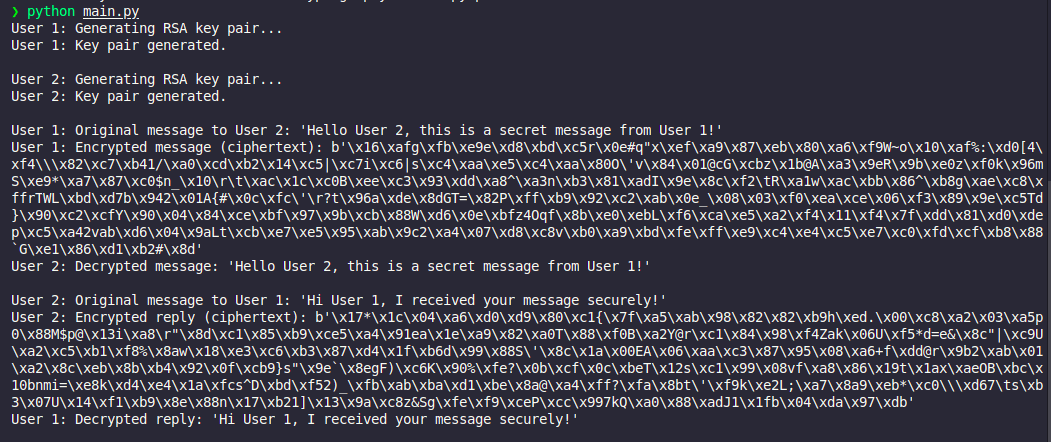 ❯ python main.py
User 1: Generating RSA key pair...
User 1: Key pair generated.

User 2: Generating RSA key pair...
User 2: Key pair generated.

User 1: Original message to User 2: 'Hello User 2, this is a secret message from User 1!'
User 1: Encrypted message (ciphertext): b'\x16\xafg\xfb\xe9e\xd8\xbd\xc5r\x0e#q"x\xef\xa9\x87\xeb\x80\xa6\xf9W~o\x10\xaf%:\xd0[4\
xf4\\\x82\xc7\xb41/\xa0\xcd\xb2\x14\xc5|\xc7i\xc6|s\xc4\xaa\xe5\xc4\xaa\x80O\'v\x84\x01@cG\xcbz\x1b@A\xa3\x9eR\x9b\xe0z\xf0k\x96m
S\xe9*\xa7\x87\xc0$n_\x10\r\t\xac\x1c\xc0B\xee\xc3\x93\xdd\xa8^\xa3n\xb3\x81\xadI\x9e\x8c\xf2\tR\xa1w\xac\xbb\x86^\xb8g\xae\xc8\x
ffrTWL\xbd\xd7b\x942\x01A{#\x0c\xfc\'\r?t\x96a\xde\x8dGT=\x82P\xff\xb9\x92\xc2\xab\x0e_\x08\x03\xf0\xea\xce\x06\xf3\x89\x9e\xc5Td
}\x90\xc2\xcfY\x90\x04\x84\xce\xbf\x97\x9b\xcb\x88W\xd6\x0e\xbfz4Oqf\x8b\xe0\xebL\xf6\xca\xe5\xa2\xf4\x11\xf4\x7f\xdd\x81\xd0\xde
p\xc5\xa42vab\xd6\x04\x9aLt\xcb\xe7\xe5\x95\xab\x9c2\xa4\x07\xd8\xc8v\xb0\xa9\xbd\xfe\xff\xe9\xc4\xe4\xc5\xe7\xc0\xfd\xcf\xb8\x88
`G\xe1\x86\xd1\xb2#\x8d'
User 2: Decrypted message: 'Hello User 2, this is a secret message from User 1!'

User 2: Original message to User 1: 'Hi User 1, I received your message securely!'
User 2: Encrypted reply (ciphertext): b'\x17*\x1c\x04\xa6\xd0\xd9\x80\xc1{\x7f\xa5\xab\x98\x82\x82\xb9h\xed.\x00\xc8\xa2\x03\xa5p
0\x88M$p@\x13i\xa8\r"\x8d\xc1\x85\xb9\xce5\xa4\x91ea\x1e\xa9\x82\xa0T\x88\xf0B\xa2Y@r\xc1\x84\x98\xf4Zak\x06U\xf5*d=e&\x8c"|\xc9U
\xa2\xc5\xb1\xf8%\x8aw\x18\xe3\xc6\xb3\x87\xd4\x1f\xb6d\x99\x88S\'\x8c\x1a\x00EA\x06\xaa\xc3\x87\x95\x08\xa6+f\xdd@r\x9b2\xab\x01
\xa2\x8c\xeb\x8b\xb4\x92\x0f\xcb9}s"\x9e`\x8egF)\xc6K\x90%\xfe?\x0b\xcf\x0c\xbeT\x12s\xc1\x99\x08vf\xa8\x86\x19t\x1ax\xaeOB\xbc\x
10bnmi=\xe8k\xd4\xe4\x1a\xfcs^D\xbd\xf52)_\xfb\xab\xba\xd1\xbe\x8a@\xa4\xff?\xfa\x8bt\'\xf9k\xe2L;\xa7\x8a9\xeb*\xc0\\\xd67\ts\xb
3\x07U\x14\xf1\xb9\x8e\x88n\x17\xb21]\x13\x9a\xc8z&Sg\xfe\xf9\xceP\xcc\x997kQ\xa0\x88\xadJ1\x1fb\x04\xda\x97\xdb'
User 1: Decrypted reply: 'Hi User 1, I received your message securely!'